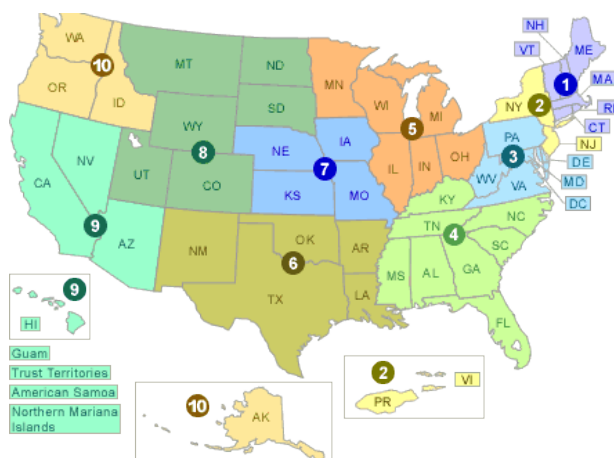 NH
WA
VT
ME
10
MT
ND
MN
OR
MA
1
ID
WI
NY
2
RI
SD
MI
WY
5
CT
PA
NJ
IA
8
3
NE
DE
NV
7
IL
IN
OH
UT
WV
MD
CA
CO
VA
KS
MO
KY
DC
9
NC
TN
4
AZ
OK
AR
NM
6
SC
MS
AL
GA
9
TX
LA
HI
FL
Guam
Trust Territories
2
VI
American Samoa
10
PR
Northern Mariana
Islands
AK